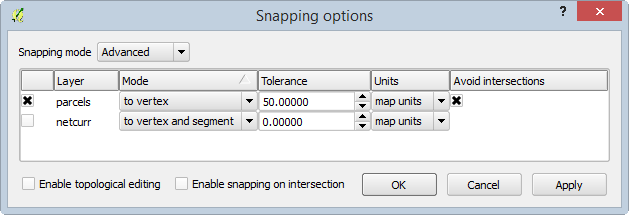 Snapping options
?
Snapping mode Advanced
Layer Mode Tolerance Units Avoid intersections
parcels to vertex 50.00000 map units
netcurr to vertex and segment 0.00000 map units
Enable topological editing Enable snapping on intersection OK Cancel Apply